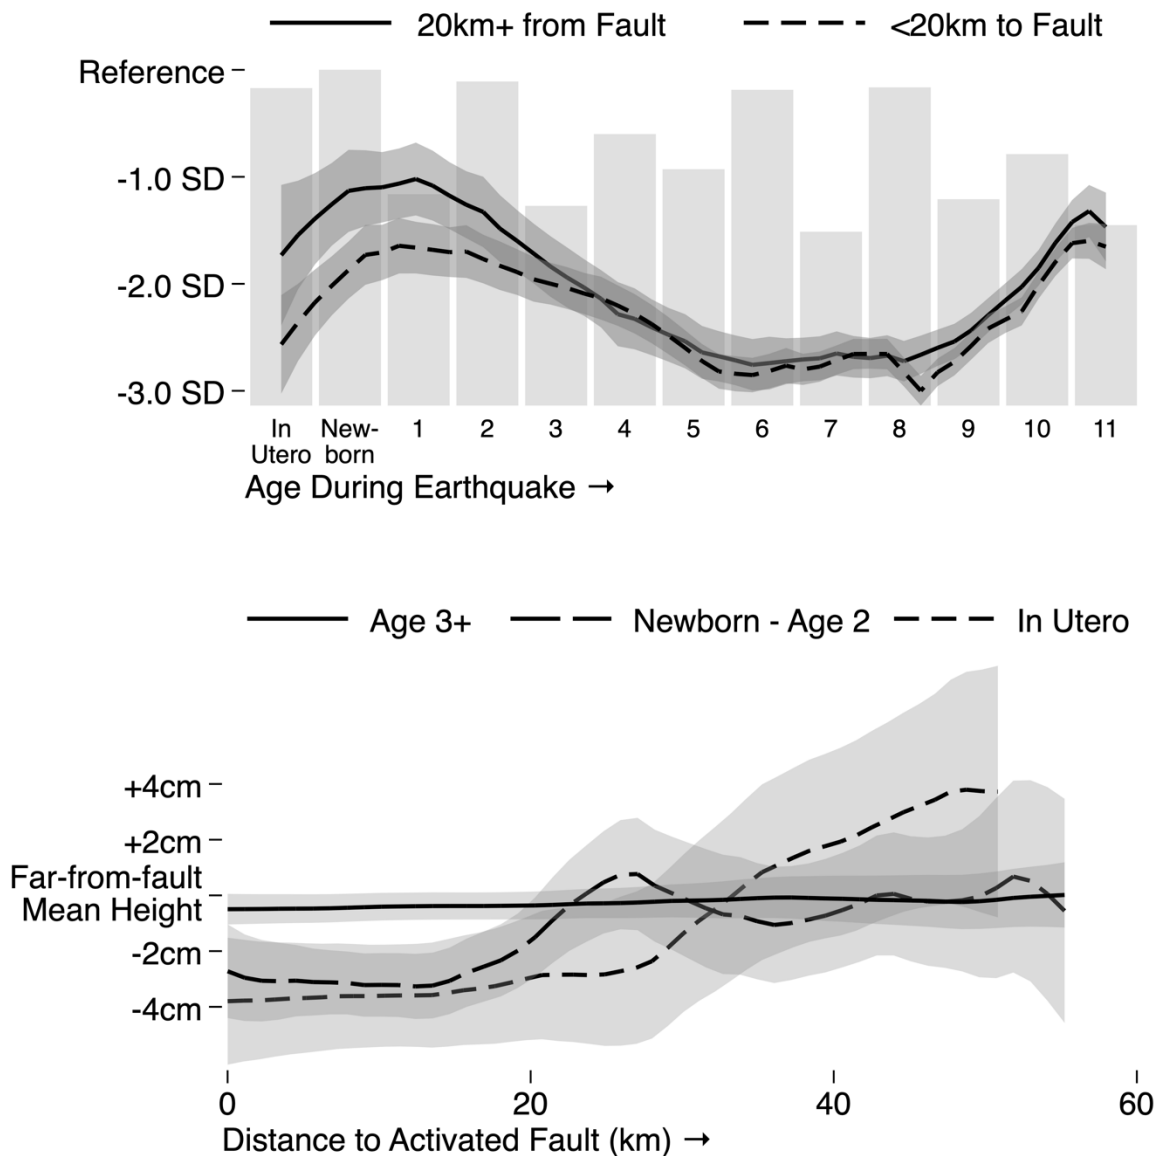 20km+ from Fault <20km to Fault
Reference
-1.0 SD
-2.0 SD
-3.0 SD
In Utero New-born 1 2 3 4 5 6 7 8 9 10 11
Age During Earthquake →
Age 3+ Newborn - Age 2 In Utero
+4cm
+2cm
Far-from-fault
Mean Height
-2cm
-4cm
0 20 40 60
Distance to Activated Fault (km) →